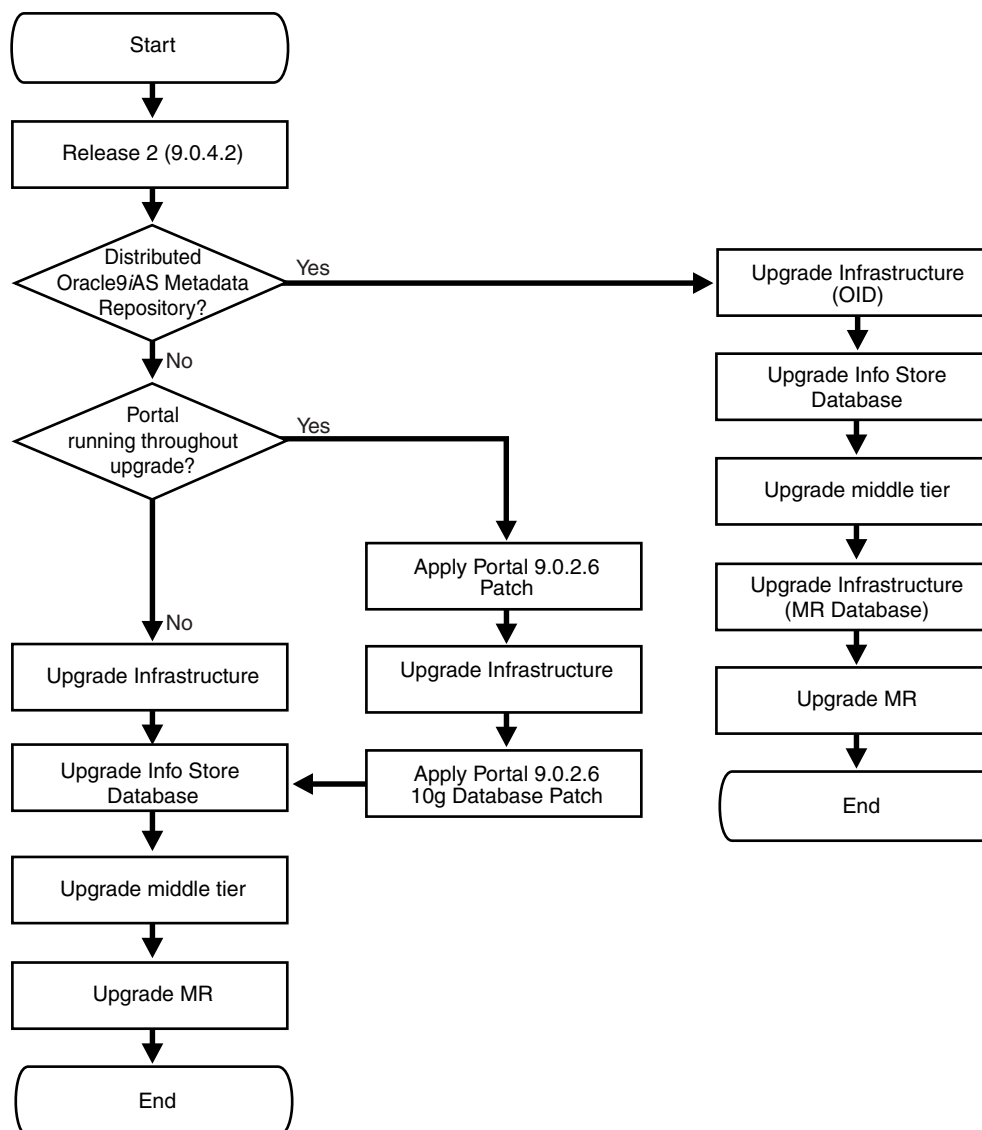 Start
Release 2 (9.0.4.2)
Distributed
Oracle9iAS Metadata
Repository?
Yes
No
Portal
running throughout
upgrade?
Yes
No
Upgrade Infrastructure
Upgrade Info Store
Database
Upgrade middle tier
Upgrade MR
End
Apply Portal 9.0.2.6
Patch
Upgrade Infrastructure
Apply Portal 9.0.2.6
10g Database Patch
Upgrade Infrastructure
(OID)
Upgrade Info Store
Database
Upgrade middle tier
Upgrade Infrastructure
(MR Database)
Upgrade MR
End